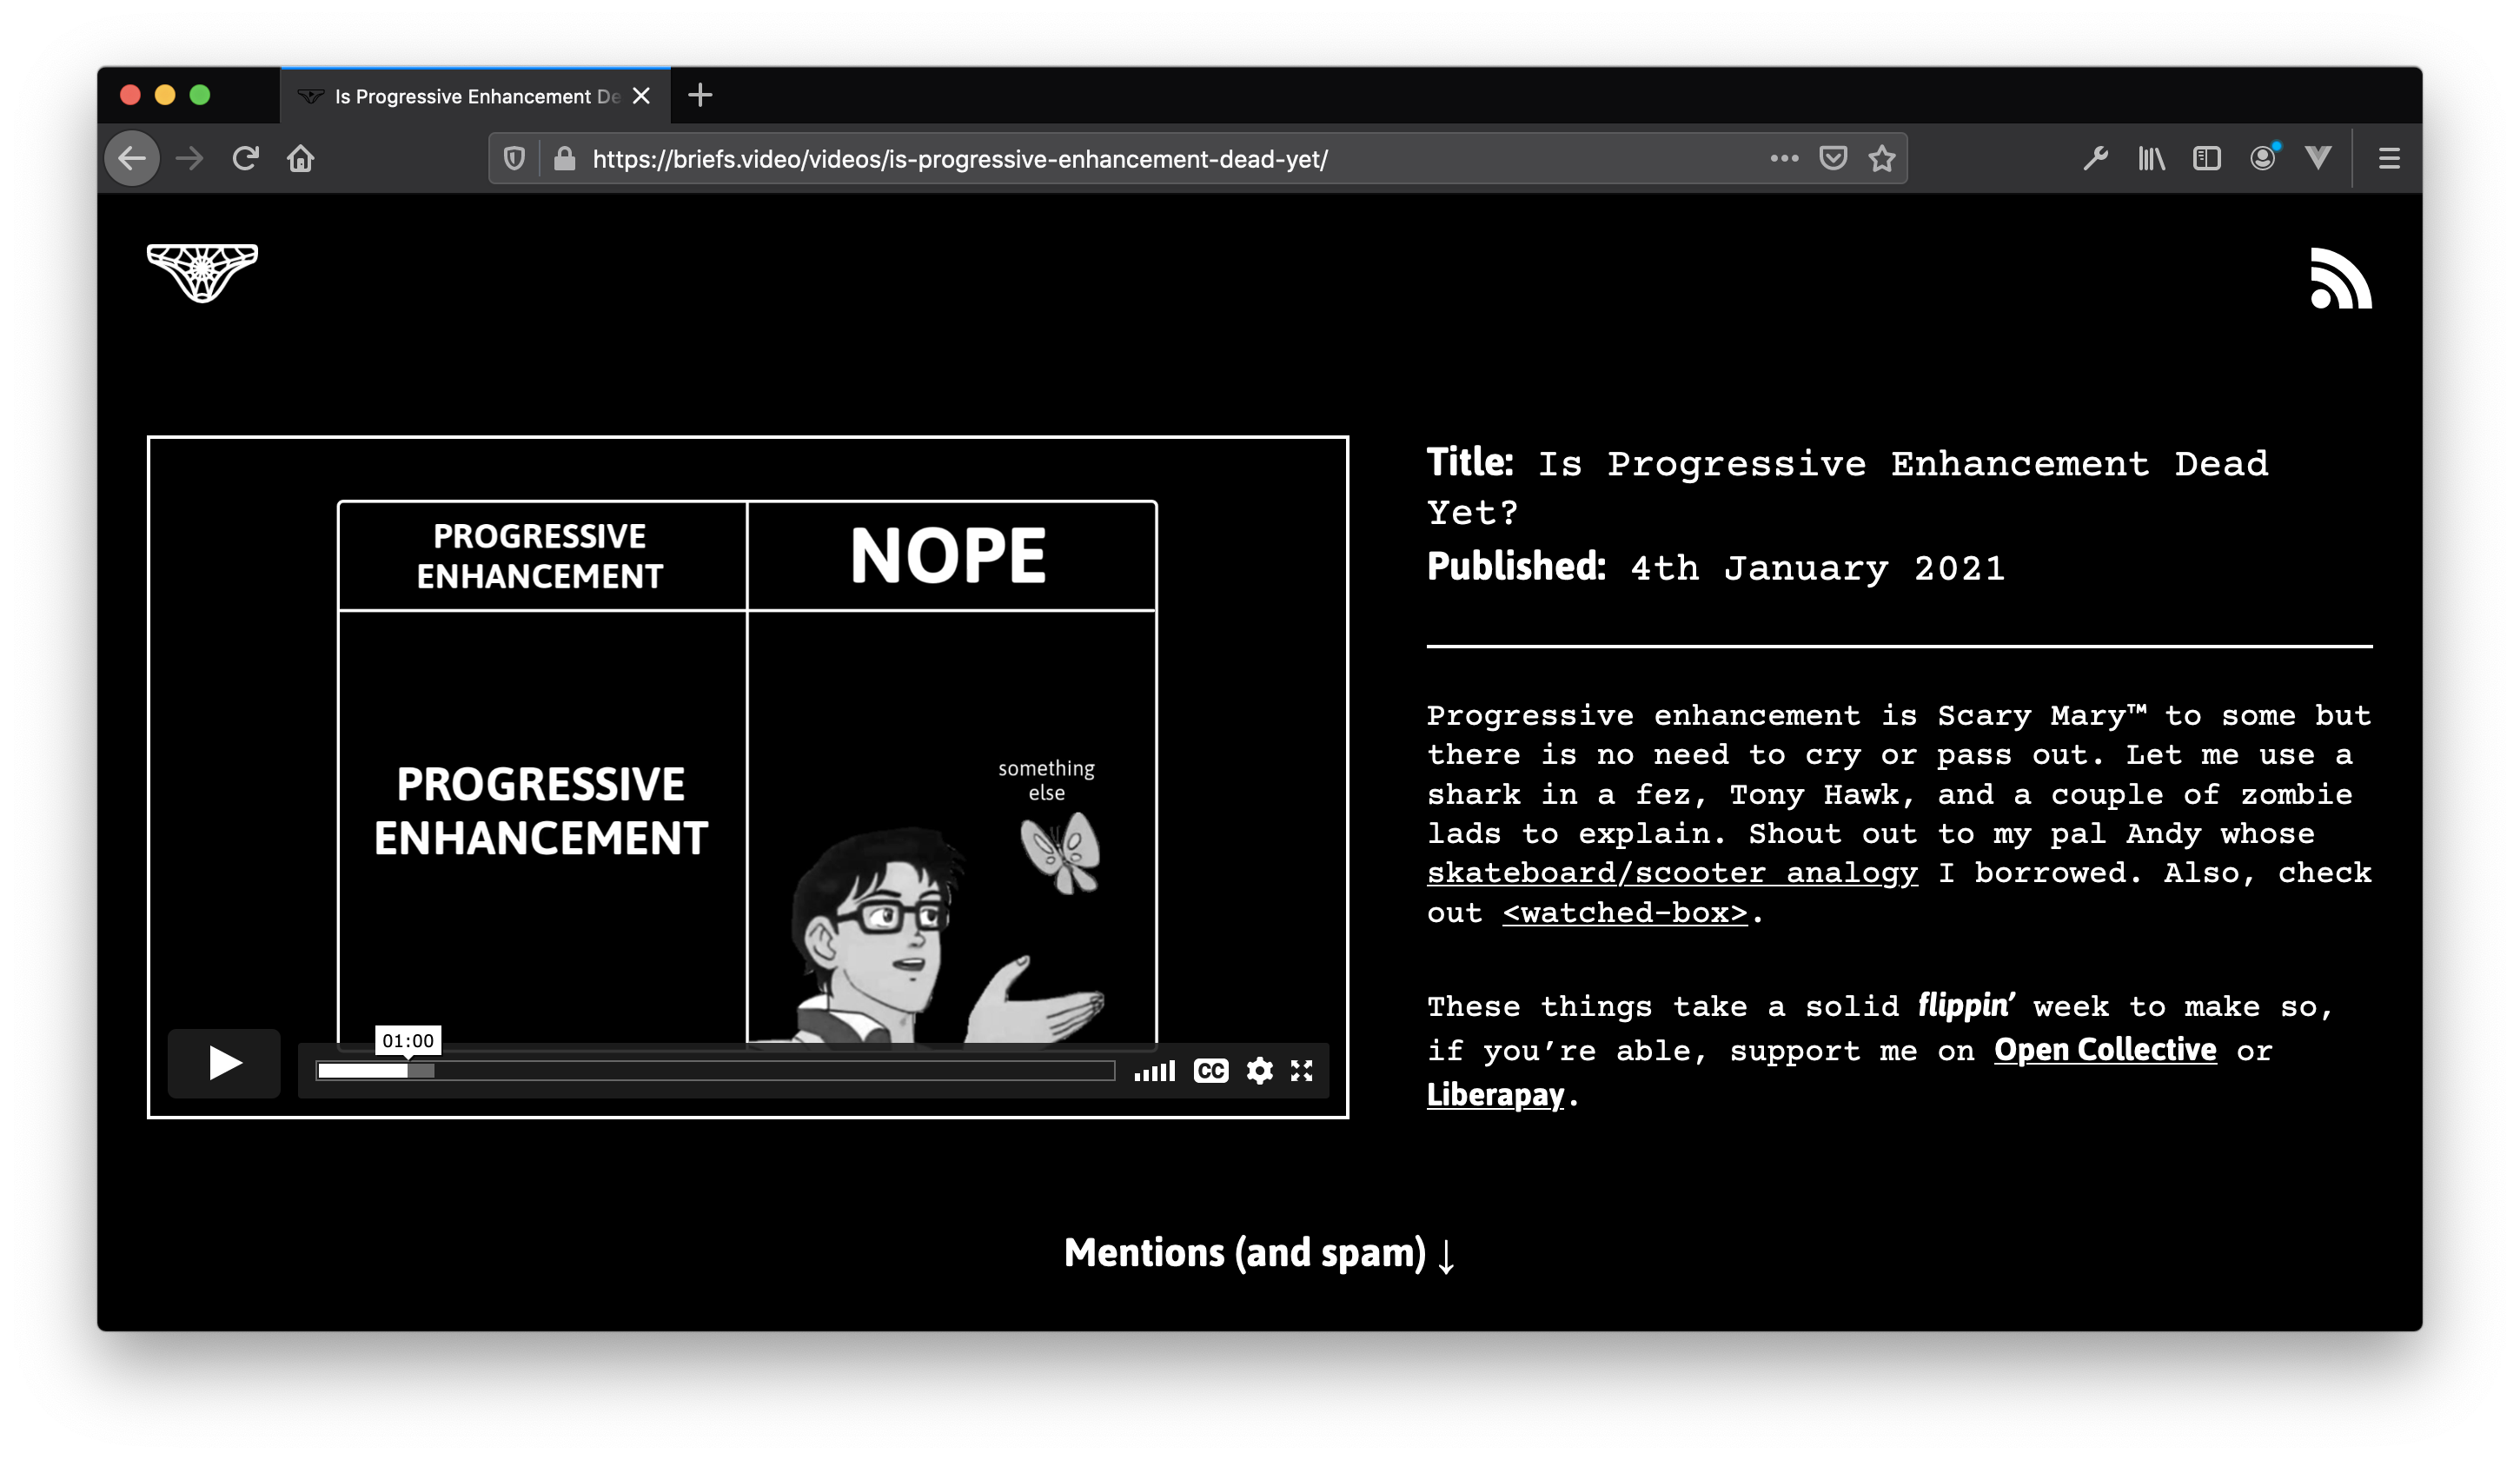 Is Progressive Enhancement De
https://briefs.video/videos/is-progressive-enhancement-dead-yet/
PROGRESSIVE
ENHANCEMENT
NOPE
PROGRESSIVE
ENHANCEMENT
something
else
01:00
CC
Title: Is Progressive Enhancement Dead
Yet?
Published: 4th January 2021
Progressive enhancement is Scary Mary™ to some but
there is no need to cry or pass out. Let me use a
shark in a fez, Tony Hawk, and a couple of zombie
lads to explain. Shout out to my pal Andy whose
skateboard/scooter analogy I borrowed. Also, check
out <watched-box>.
These things take a solid flippin’ week to make so,
if you’re able, support me on Open Collective or
Liberapay.
Mentions (and spam) ↓